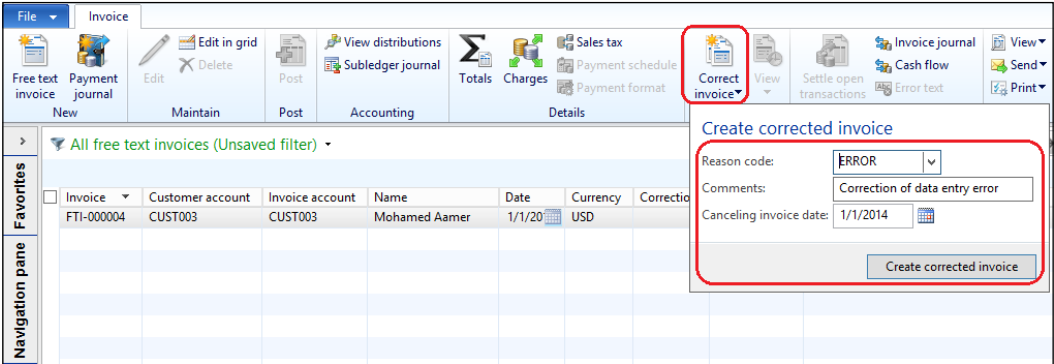 File Invoice
Edit in grid View distributions Sales tax Invoice journal View
Delete Subledger journal Payment schedule Cash flow Send
Free text invoice Payment journal Edit Post Totals Charges Payment format Correct invoice View Settle open transactions Error text Print
New Maintain Post Accounting Details
Create corrected invoice
All free text invoices (Unsaved filter)
Reason code: ERROR
Comments: Correction of data entry error
Canceling invoice date: 1/1/2014
Create corrected invoice
Invoice Customer account Invoice account Name Date Currency Correctio
FTI-000004 CUST003 CUST003 Mohamed Aamer 1/1/20 USD
Favorites
Navigation pane